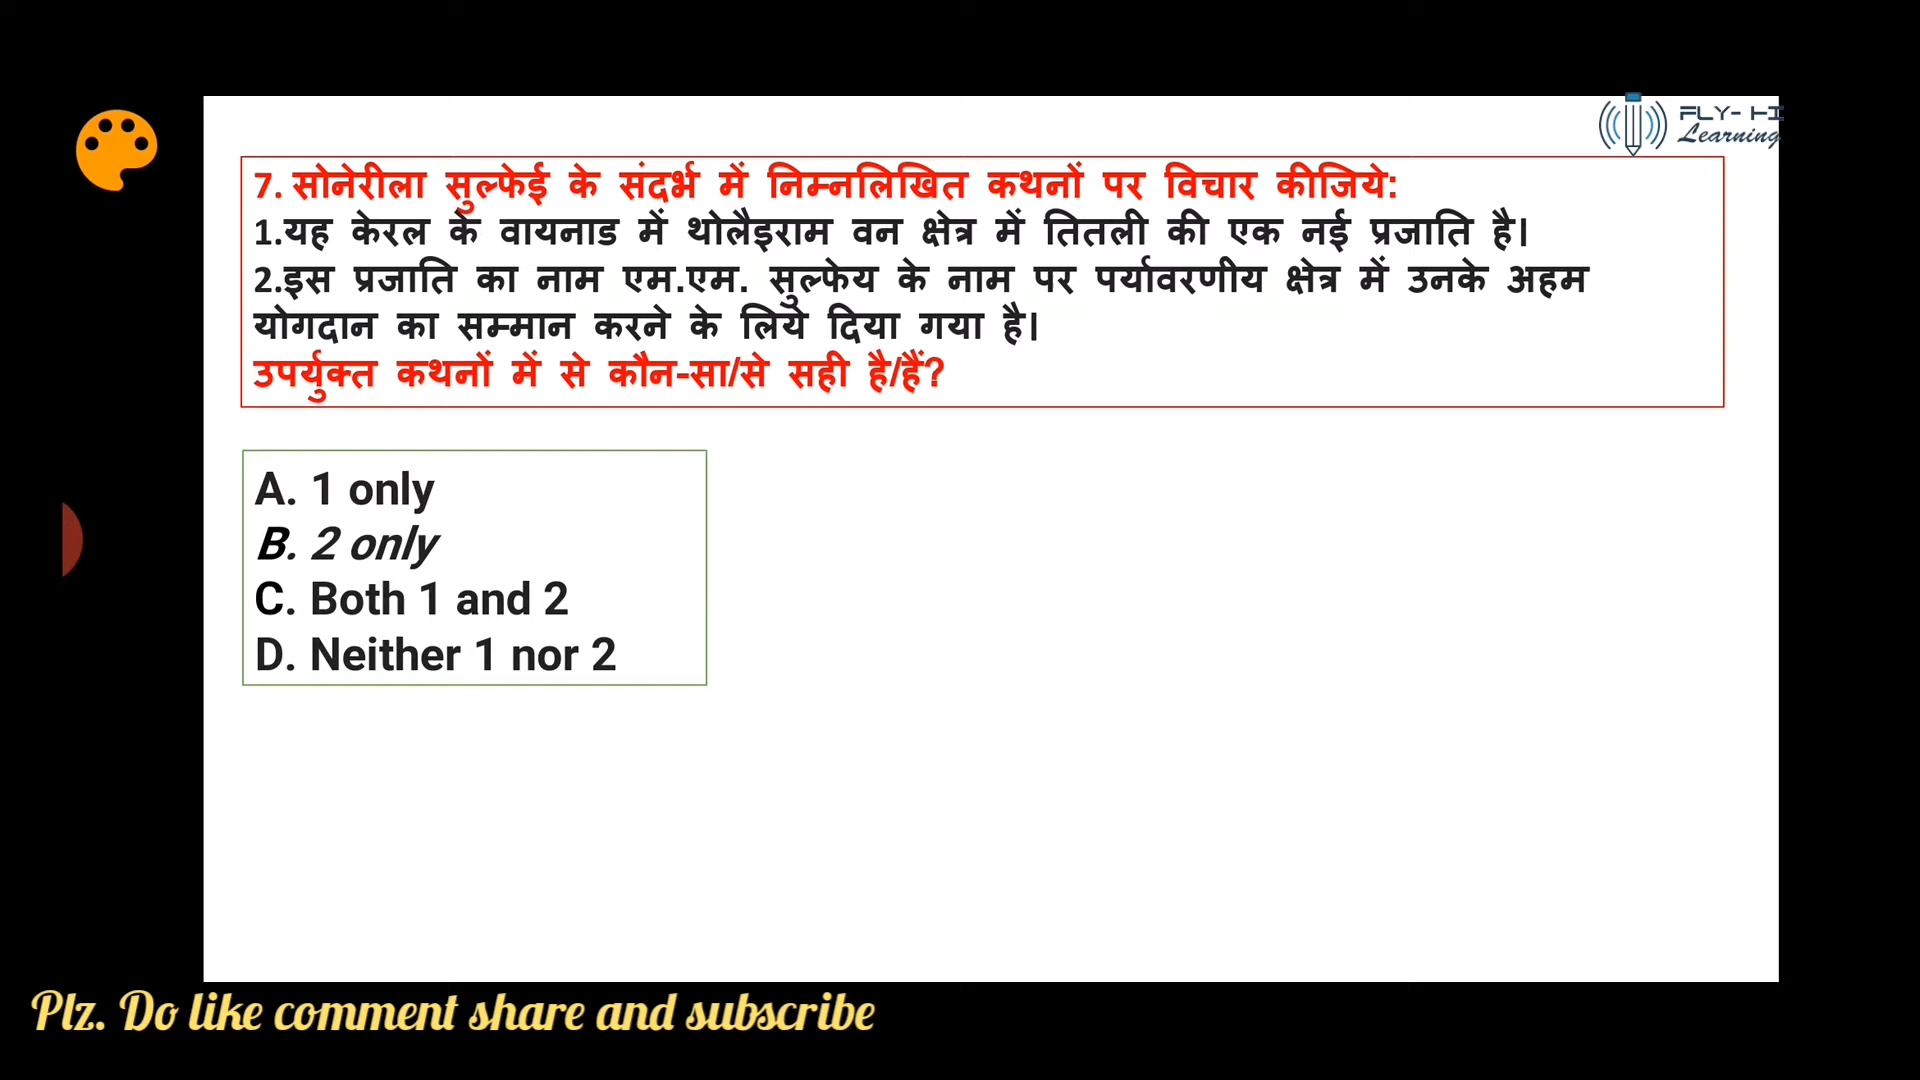 FLY-HI
Learning
7. सोनेरीला सुल्फेई के संदर्भ में निम्नलिखित कथनों पर विचार कीजिये:
1.यह केरल के वायनाड में थोलैइराम वन क्षेत्र में तितली की एक नई प्रजाति है।
2.इस प्रजाति का नाम एम.एम. सुल्फेय के नाम पर पर्यावरणीय क्षेत्र में उनके अहम
योगदान का सम्मान करने के लिये दिया गया है।
उपर्युक्त कथनों में से कौन-सा/से सही है/हैं?
A. 1 only
B. 2 only
C. Both 1 and 2
D. Neither 1 nor 2
Plz. Do like comment share and subscribe